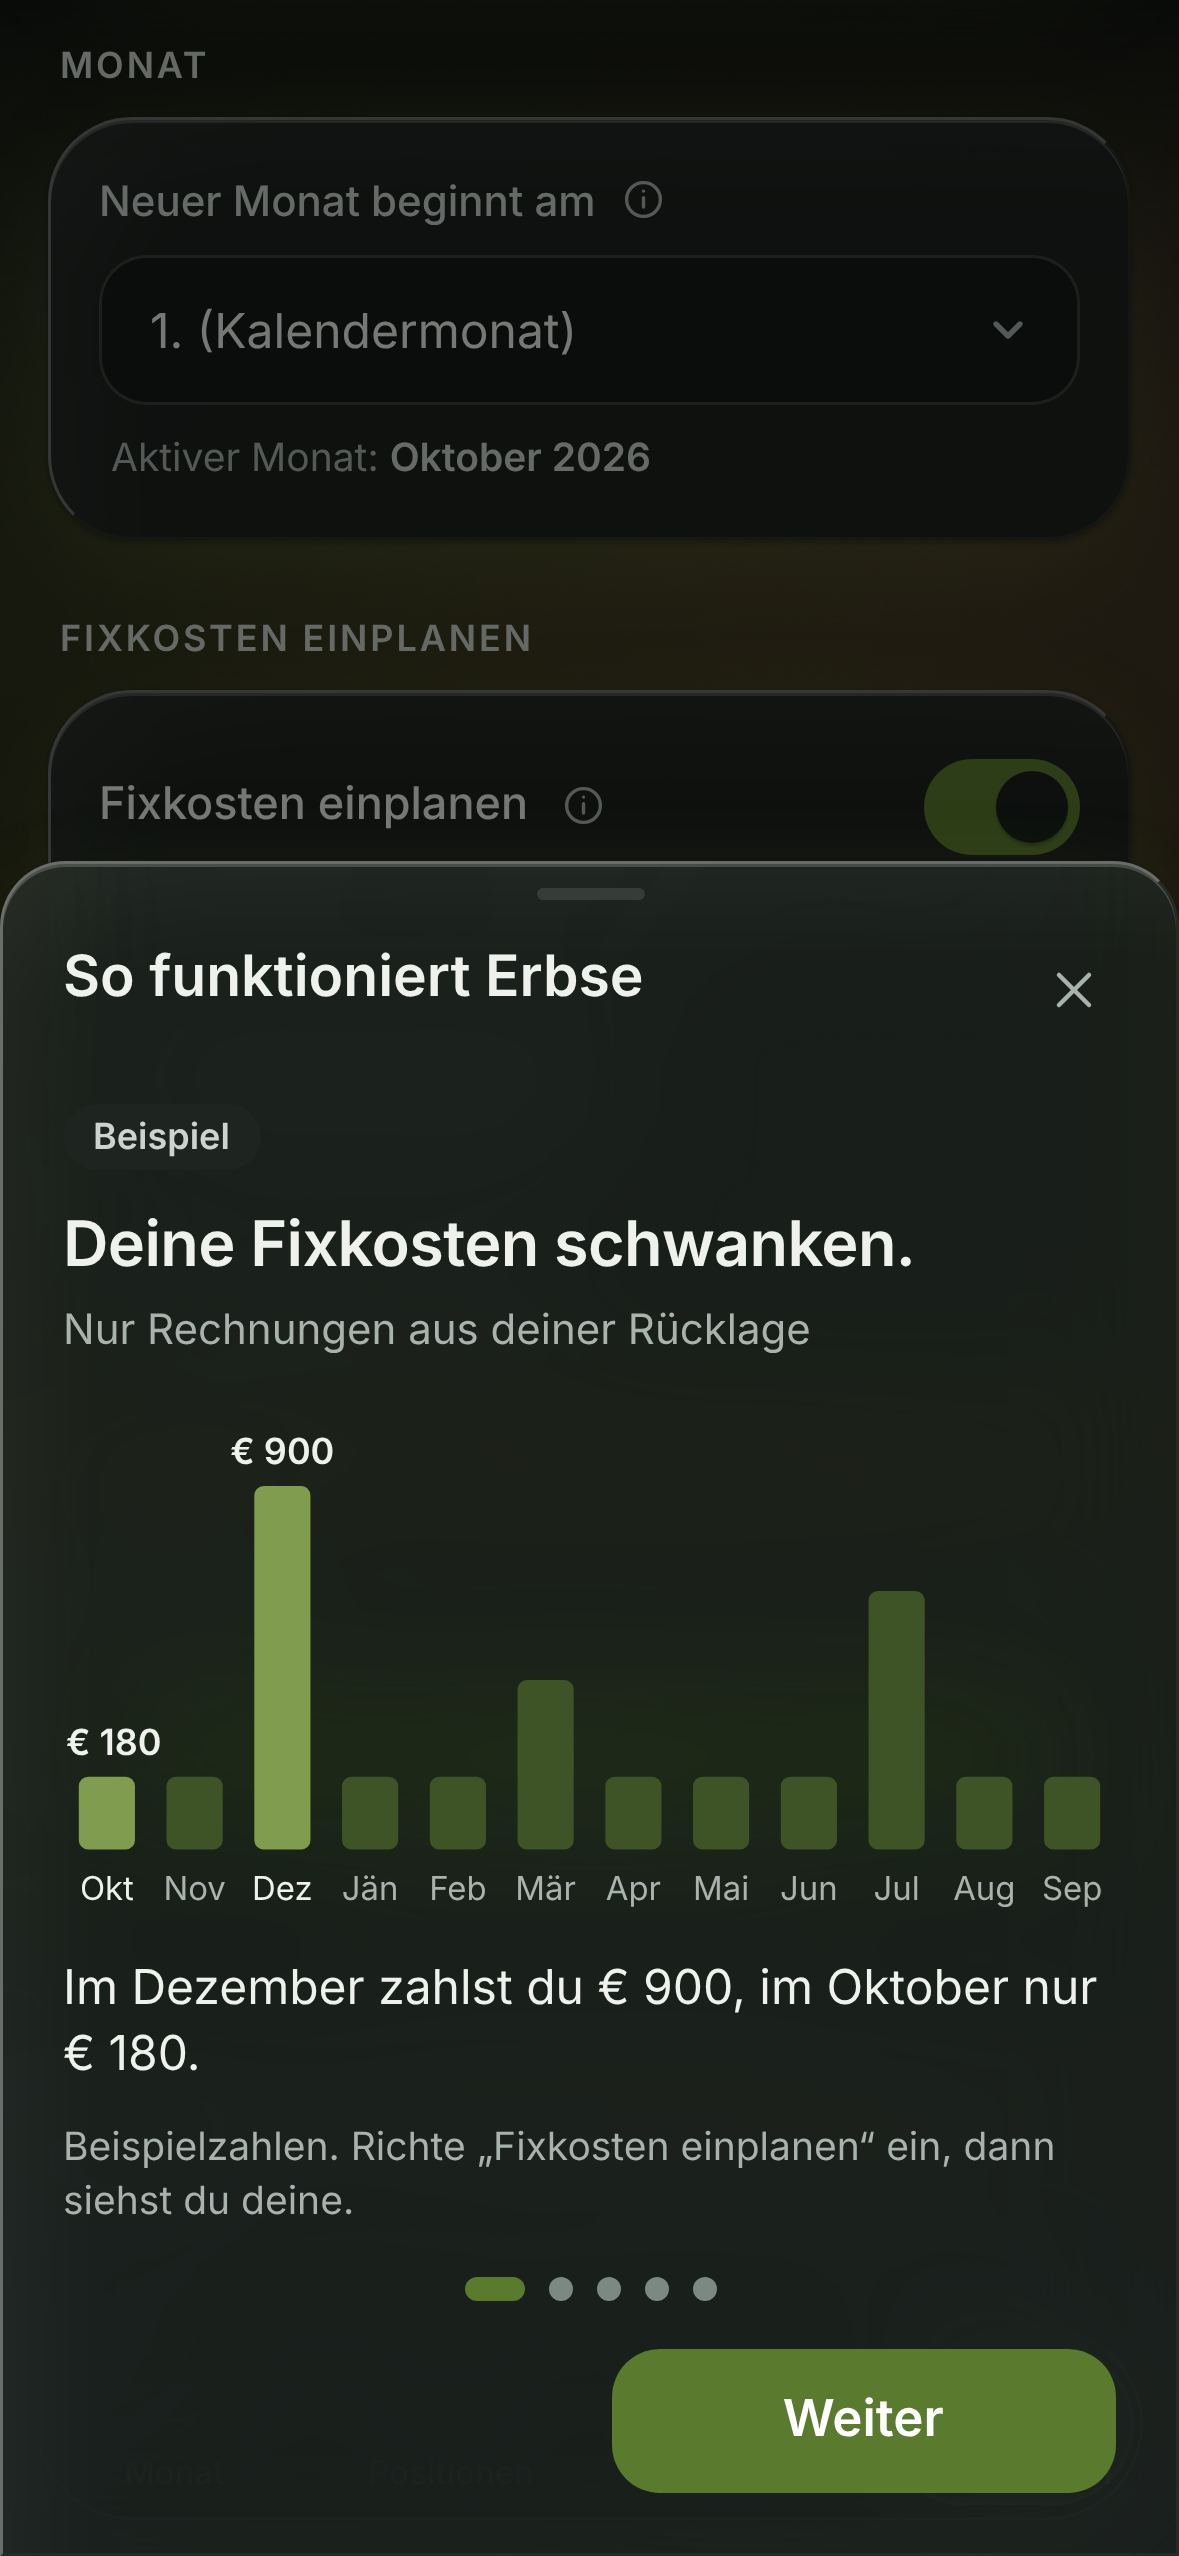 MONAT
Neuer Monat beginnt am
1. (Kalendermonat)
Aktiver Monat: Oktober 2026
FIXKOSTEN EINPLANEN
Fixkosten einplanen
So funktioniert Erbse
Beispiel
Deine Fixkosten schwanken.
Nur Rechnungen aus deiner Rücklage
€ 900
€ 180
Okt Nov Dez Jän Feb Mär Apr Mai Jun Jul Aug Sep
Im Dezember zahlst du € 900, im Oktober nur
€ 180.
Beispielzahlen. Richte „Fixkosten einplanen“ ein, dann
siehst du deine.
Weiter
Monat Positionen